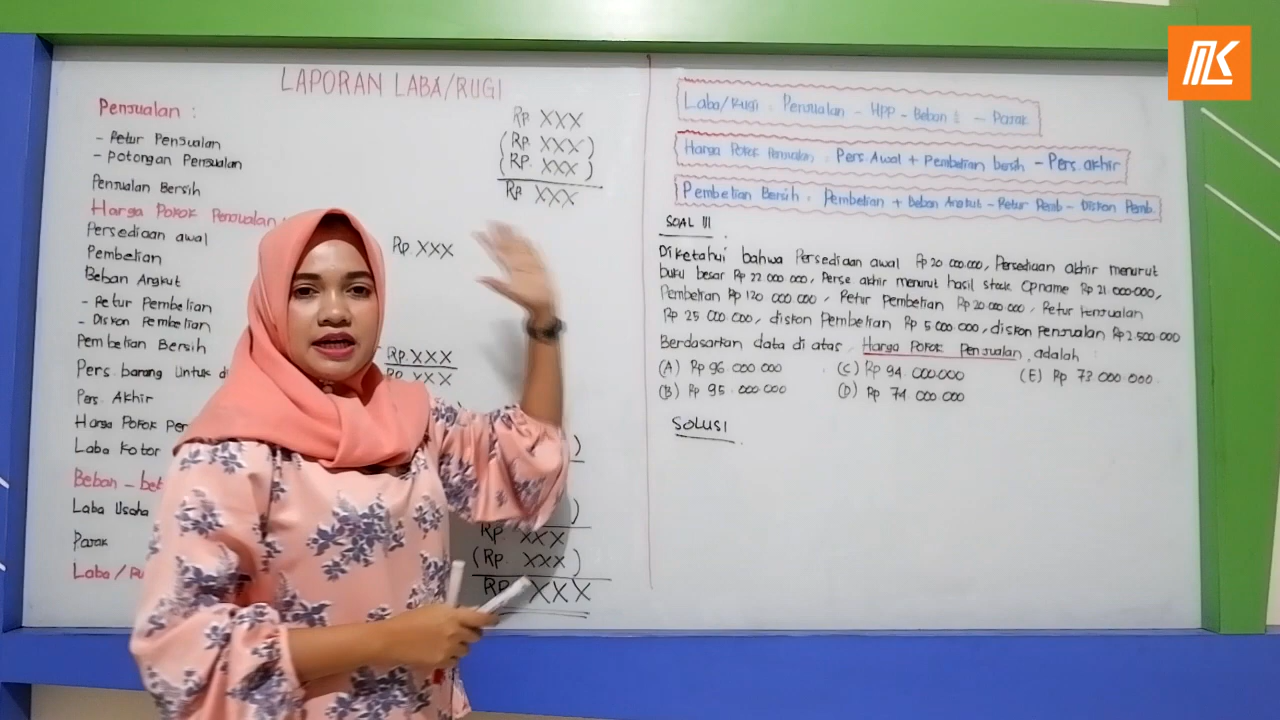 LAPORAN LABA/RUGI
Penjualan :
Rp XXX
- Retur Penjualan
(Rp XXX)
- Potongan Penjualan
(Rp XXX)
Penjualan Bersih
Rp XXX
Harga Pokok Penjualan
Persediaan awal
Rp. XXX
Pembelian
Beban Angkut
- Retur Pembelian
- Diskon Pembelian
Pembelian Bersih
Rp. XXX
Pers. barang Untuk di
Rp XXX
Pers. Akhir
Harga Pokok Per
)
Laba Kotor
Beban - be
)
Laba Usaha
Rp. XXX
Pajak
(Rp. XXX)
Laba / Ru
Rp. XXX
Laba/Rugi : Penjualan - HPP - Beban² - Pajak
Harga Pokok Penjualan : Pers. Awal + Pembelian bersih - Pers. akhir
Pembelian Bersih : Pembelian + Beban Angkut - Retur Pemb - Diskon Pemb.
SOAL III
Diketahui bahwa Persediaan awal Rp 20 000.000, Persediaan akhir menurut
buku besar Rp 22 000 000, Perse akhir menurut hasil stock Opname Rp 21 000.000,
Pembelian Rp 120 000 000, Retur Pembelian Rp 20 000 000, Retur Penjualan
Rp 25 000 000, diskon Pembelian Rp 5 000 000, diskon penjualan Rp 2.500 000
Berdasarkan data di atas, Harga Pokok Penjualan adalah
(A) Rp 96 000 000
(C) Rp 94 000.000
(E) Rp 73 000 000.
(B) Rp 95 000.000
(D) Rp 74 000.000
SOLUSI
MK